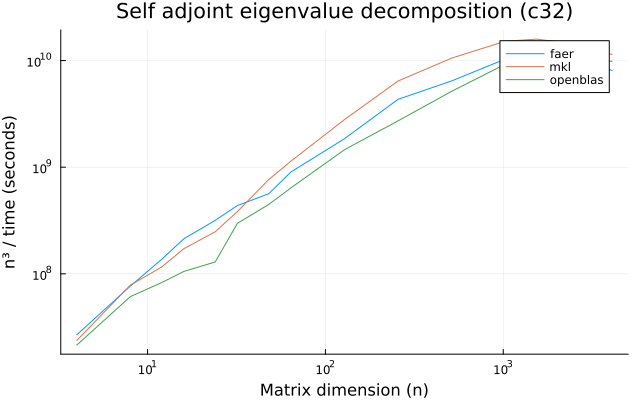 Self adjoint eigenvalue decomposition (c32)
n³ / time (seconds)
10¹⁰
10⁹
10⁸
faer
mkl
openblas
10¹
10²
10³
Matrix dimension (n)